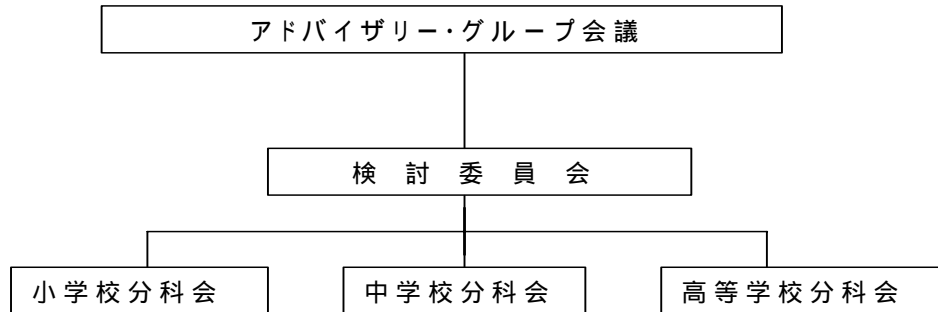 アドバイザリー・グループ会議
検討委員会
小学校分科会
中学校分科会
高等学校分科会